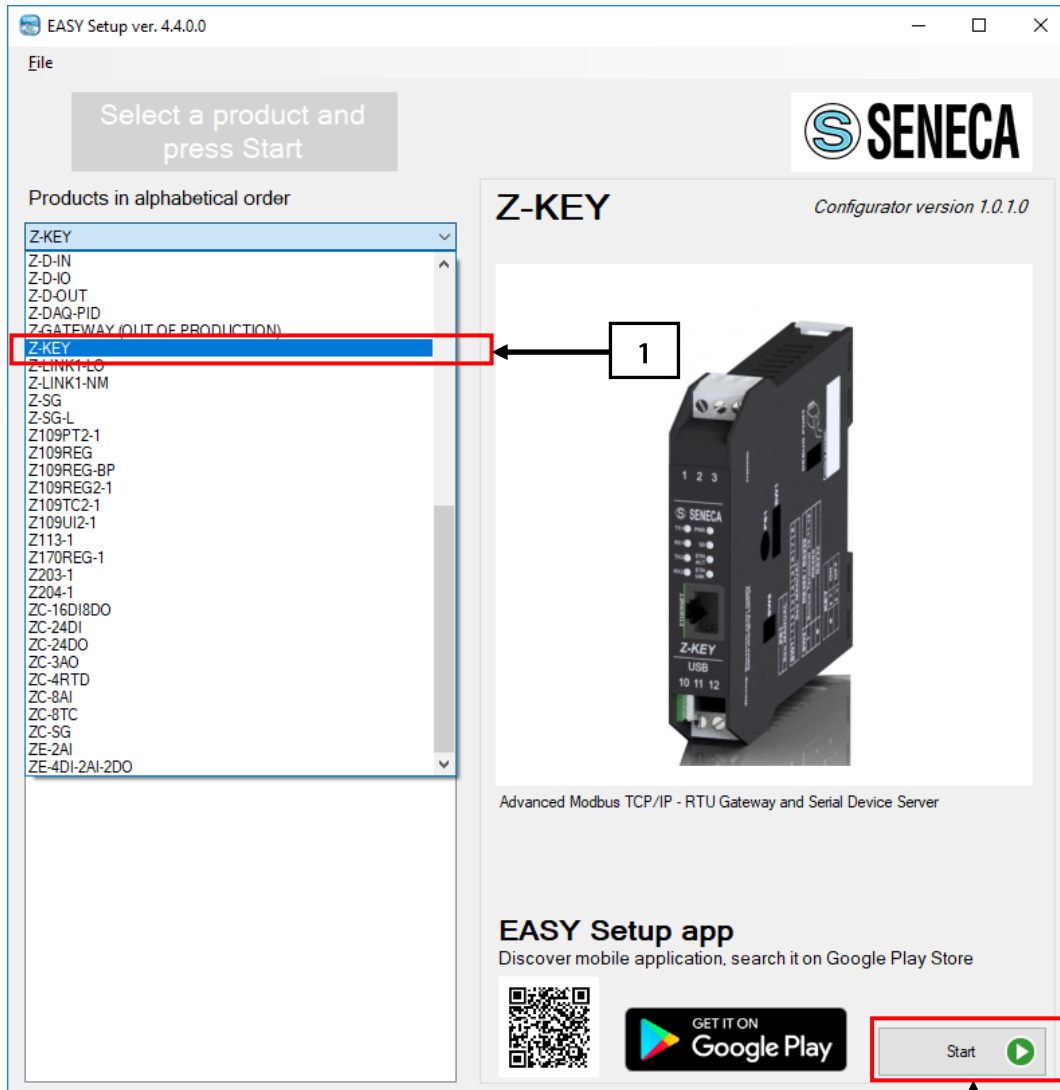 EASY Setup ver. 4.4.0.0
File
Select a product and
press Start
S SENECA
Products in alphabetical order
Z-KEY
Z-D-IN
Z-D-IO
Z-D-OUT
Z-DAQ-PID
Z-GATEWAY (OUT OF PRODUCTION)
Z-KEY
Z-LINK1-LO
Z-LINK1-NM
Z-SG
Z-SG-L
Z109PT2-1
Z109REG
Z109REG-BP
Z109REG2-1
Z109TC2-1
Z109UI2-1
Z113-1
Z170REG-1
Z203-1
Z204-1
ZC-16DI8DO
ZC-24DI
ZC-24DO
ZC-3AO
ZC-4RTD
ZC-8AI
ZC-8TC
ZC-SG
ZE-2AI
ZE-4DI-2AI-2DO
1
Z-KEY
Configurator version 1.0.1.0
1 2 3
S SENECA
ETHERNET
Z-KEY
USB
10 11 12
Advanced Modbus TCP/IP - RTU Gateway and Serial Device Server
EASY Setup app
Discover mobile application, search it on Google Play Store
GET IT ON
Google Play
Start